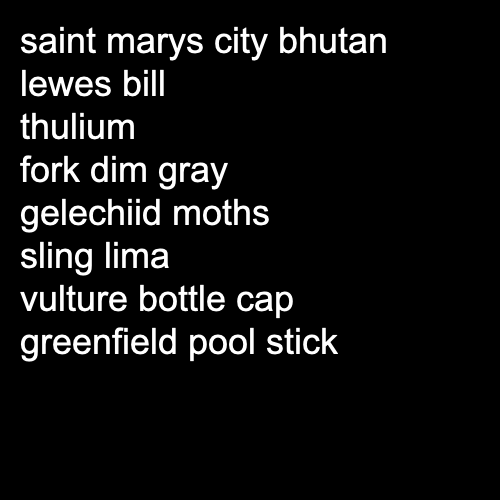 saint marys city bhutan
lewes bill
thulium
fork dim gray
gelechiid moths
sling lima
vulture bottle cap
greenfield pool stick